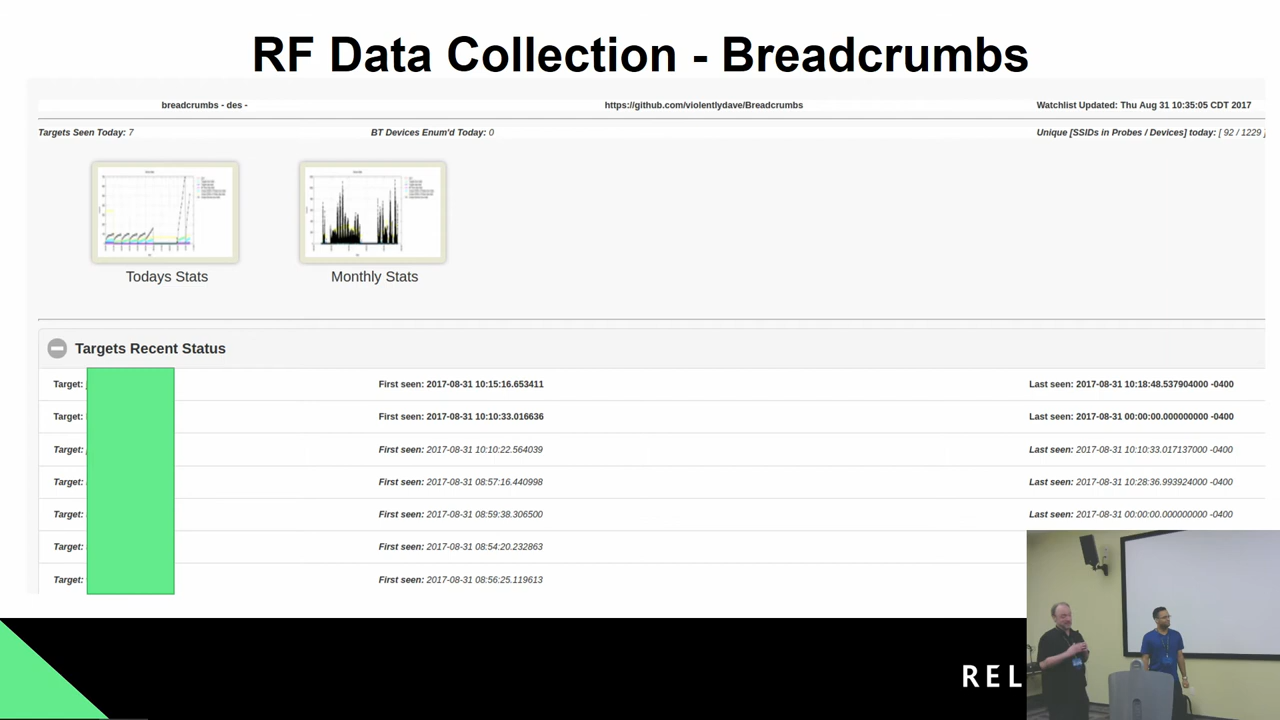 RF Data Collection - Breadcrumbs
breadcrumbs - des - https://github.com/violentlydave/Breadcrumbs Watchlist Updated: Thu Aug 31 10:35:05 CDT 2017
Targets Seen Today: 7 BT Devices Enum'd Today: 0 Unique [SSIDs in Probes / Devices] today: [ 92 / 1229 ]
Todays Stats Monthly Stats
Targets Recent Status
Target: First seen: 2017-08-31 10:15:16.653411 Last seen: 2017-08-31 10:18:48.537904000 -0400
Target: First seen: 2017-08-31 10:10:33.016636 Last seen: 2017-08-31 00:00:00.000000000 -0400
Target: First seen: 2017-08-31 10:10:22.564039 Last seen: 2017-08-31 10:10:33.017137000 -0400
Target: First seen: 2017-08-31 08:57:16.440998 Last seen: 2017-08-31 10:28:36.993924000 -0400
Target: First seen: 2017-08-31 08:59:38.306500 Last seen: 2017-08-31 00:00:00.000000000 -0400
Target: First seen: 2017-08-31 08:54:20.232863
Target: First seen: 2017-08-31 08:56:25.119613
REL